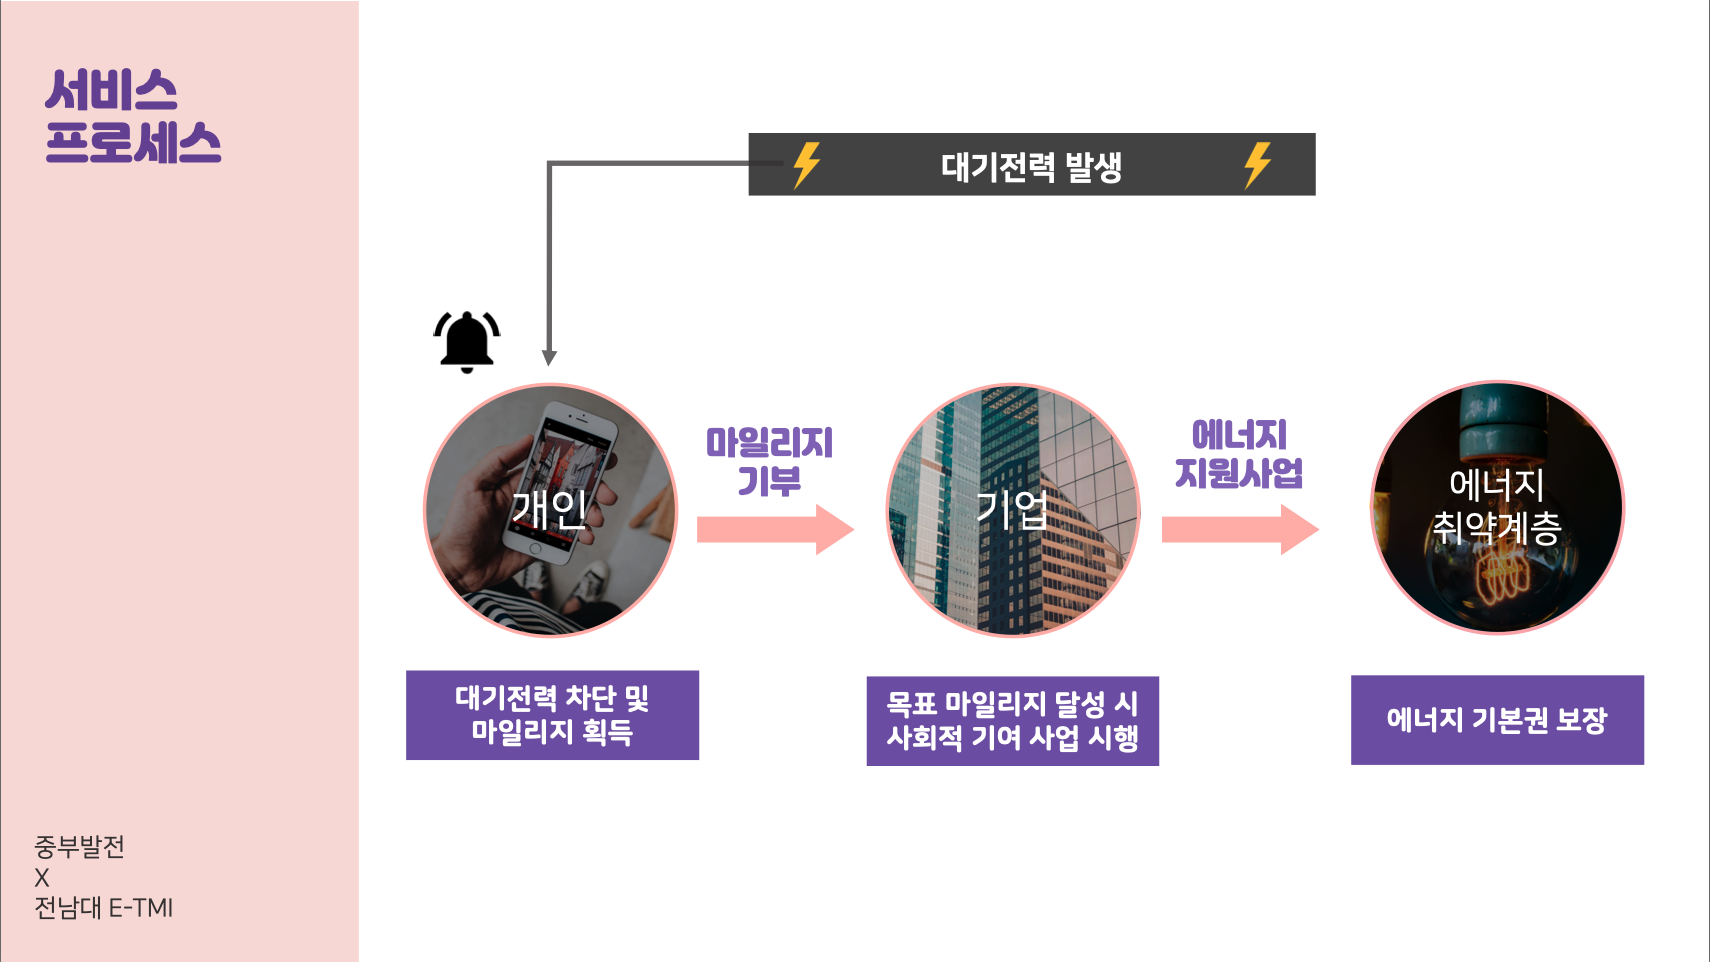 서비스
프로세스
대기전력 발생
마일리지
기부
에너지
지원사업
개인
기업
에너지
취약계층
대기전력 차단 및
마일리지 획득
목표 마일리지 달성 시
사회적 기여 사업 시행
에너지 기본권 보장
중부발전
X
전남대 E-TMI